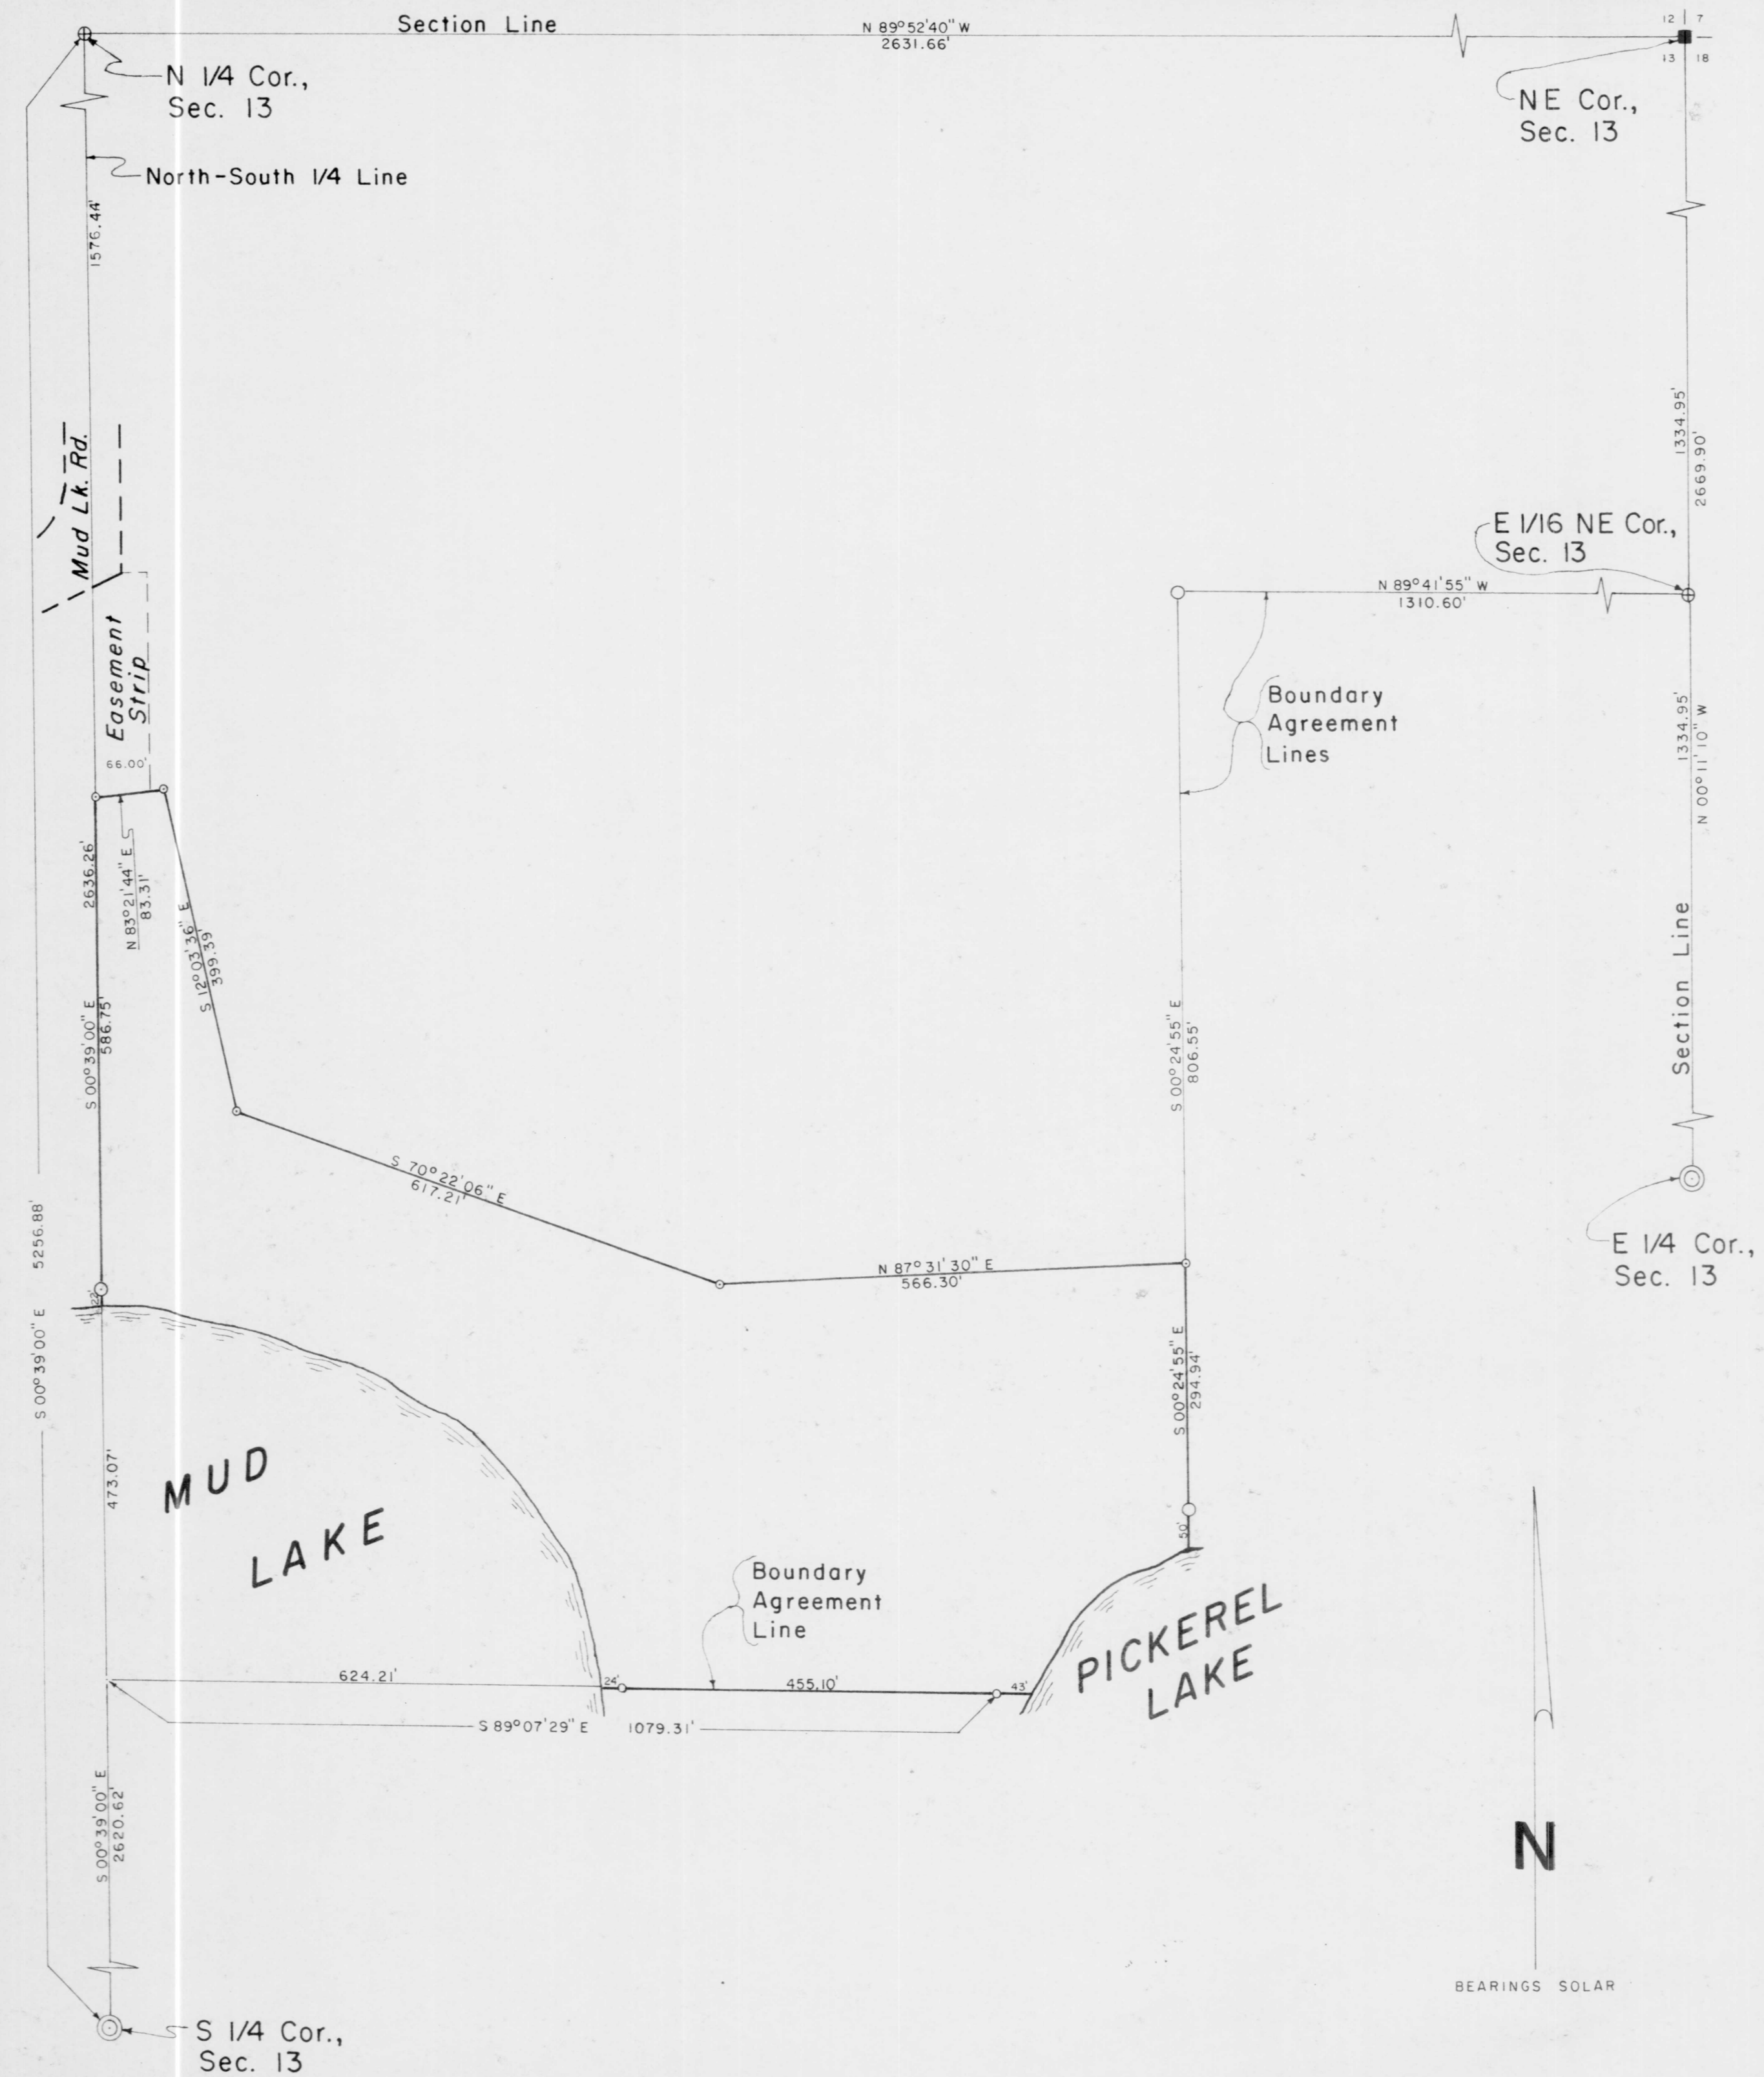 Section Line
N 89°52'40" W
2631.66'
12 | 7
13 | 18
N 1/4 Cor.,
Sec. 13
NE Cor.,
Sec. 13
North-South 1/4 Line
1576.44'
Mud Lk. Rd.
1334.95'
2669.90'
E 1/16 NE Cor.,
Sec. 13
N 89°41'55" W
1310.60'
Easement
Strip
66.00'
Boundary
Agreement
Lines
1334.95'
N 00°11'10" W
2636.26'
N 83°21'44" E
83.31'
S 12°03'36" E
399.39'
Section Line
S 00°39'00" E
586.75'
S 00°24'55" E
806.55'
S 70°22'06" E
617.21'
S 00°39'00" E 5256.88'
N 87°31'30" E
566.30'
E 1/4 Cor.,
Sec. 13
22'
S 00°24'55" E
294.94'
473.07'
MUD
LAKE
50'
Boundary
Agreement
Line
PICKEREL
LAKE
624.21'
24'
455.10'
43'
S 89°07'29" E 1079.31'
S 00°39'00" E
2620.62'
N
BEARINGS SOLAR
S 1/4 Cor.,
Sec. 13